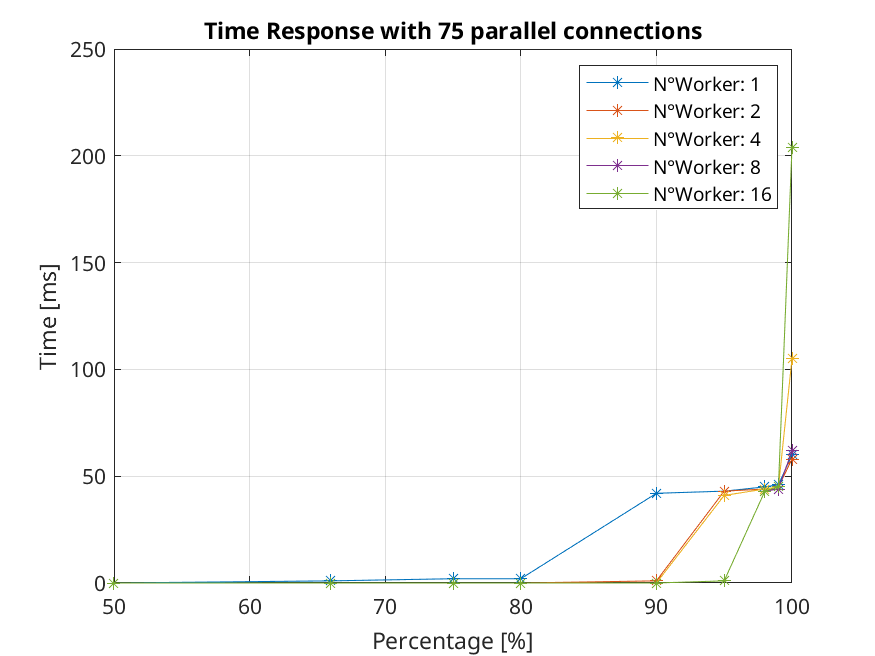 Time Response with 75 parallel connections
250
200
150
100
50
0
Time [ms]
N°Worker: 1
N°Worker: 2
N°Worker: 4
N°Worker: 8
N°Worker: 16
50 60 70 80 90 100
Percentage [%]